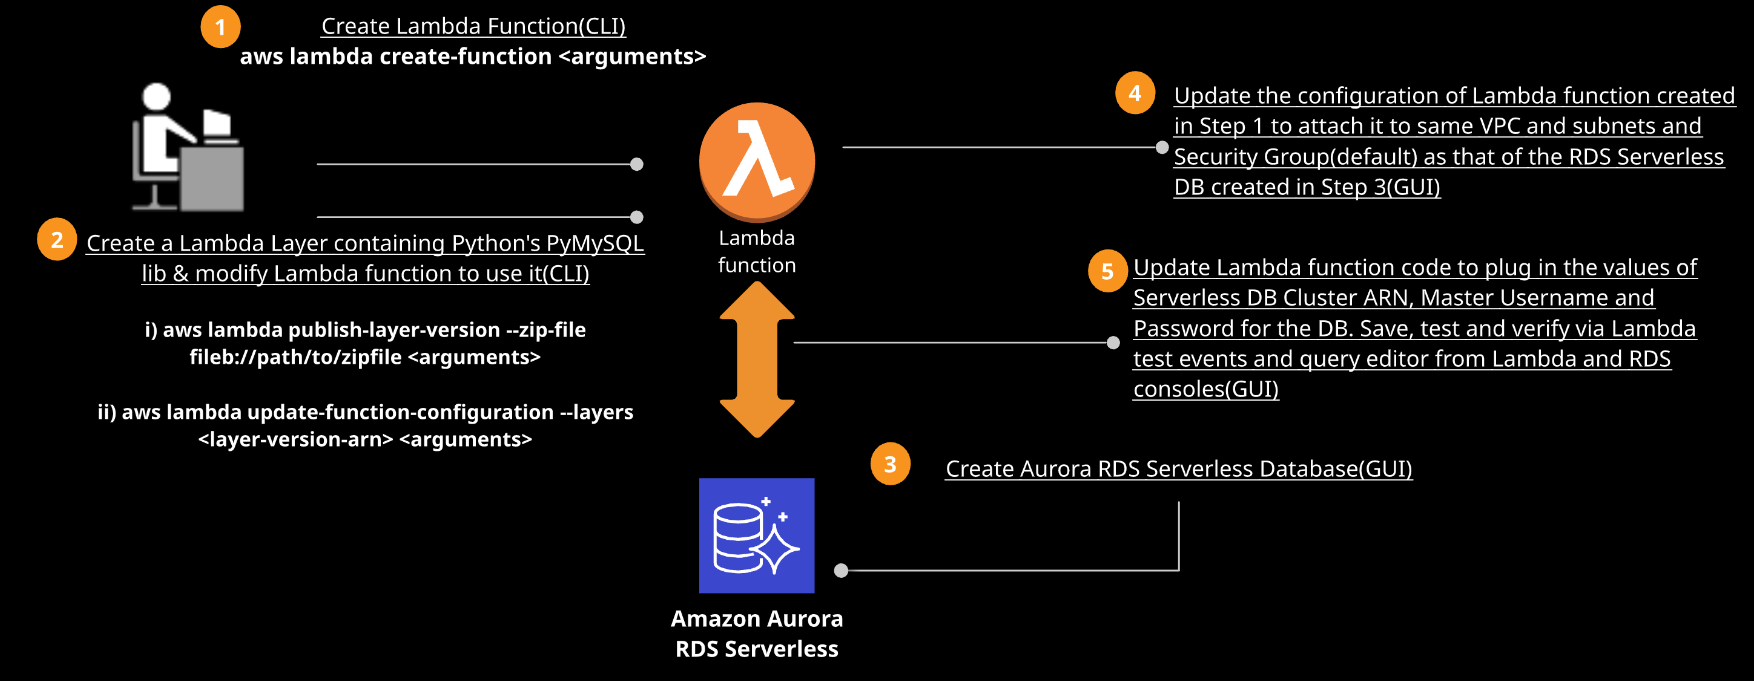 1
Create Lambda Function(CLI)
aws lambda create-function <arguments>
2
Create a Lambda Layer containing Python's PyMySQL
lib & modify Lambda function to use it(CLI)
i) aws lambda publish-layer-version --zip-file
fileb://path/to/zipfile <arguments>
ii) aws lambda update-function-configuration --layers
<layer-version-arn> <arguments>
Lambda
function
4
Update the configuration of Lambda function created
in Step 1 to attach it to same VPC and subnets and
Security Group(default) as that of the RDS Serverless
DB created in Step 3(GUI)
5
Update Lambda function code to plug in the values of
Serverless DB Cluster ARN, Master Username and
Password for the DB. Save, test and verify via Lambda
test events and query editor from Lambda and RDS
consoles(GUI)
3
Create Aurora RDS Serverless Database(GUI)
Amazon Aurora
RDS Serverless